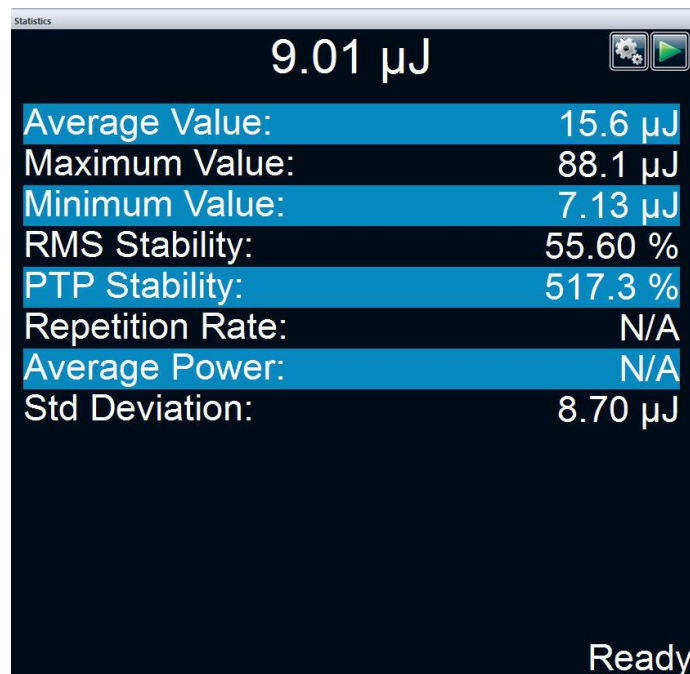 Statistics
9.01 µJ
Average Value: 15.6 µJ
Maximum Value: 88.1 µJ
Minimum Value: 7.13 µJ
RMS Stability: 55.60 %
PTP Stability: 517.3 %
Repetition Rate: N/A
Average Power: N/A
Std Deviation: 8.70 µJ
Ready